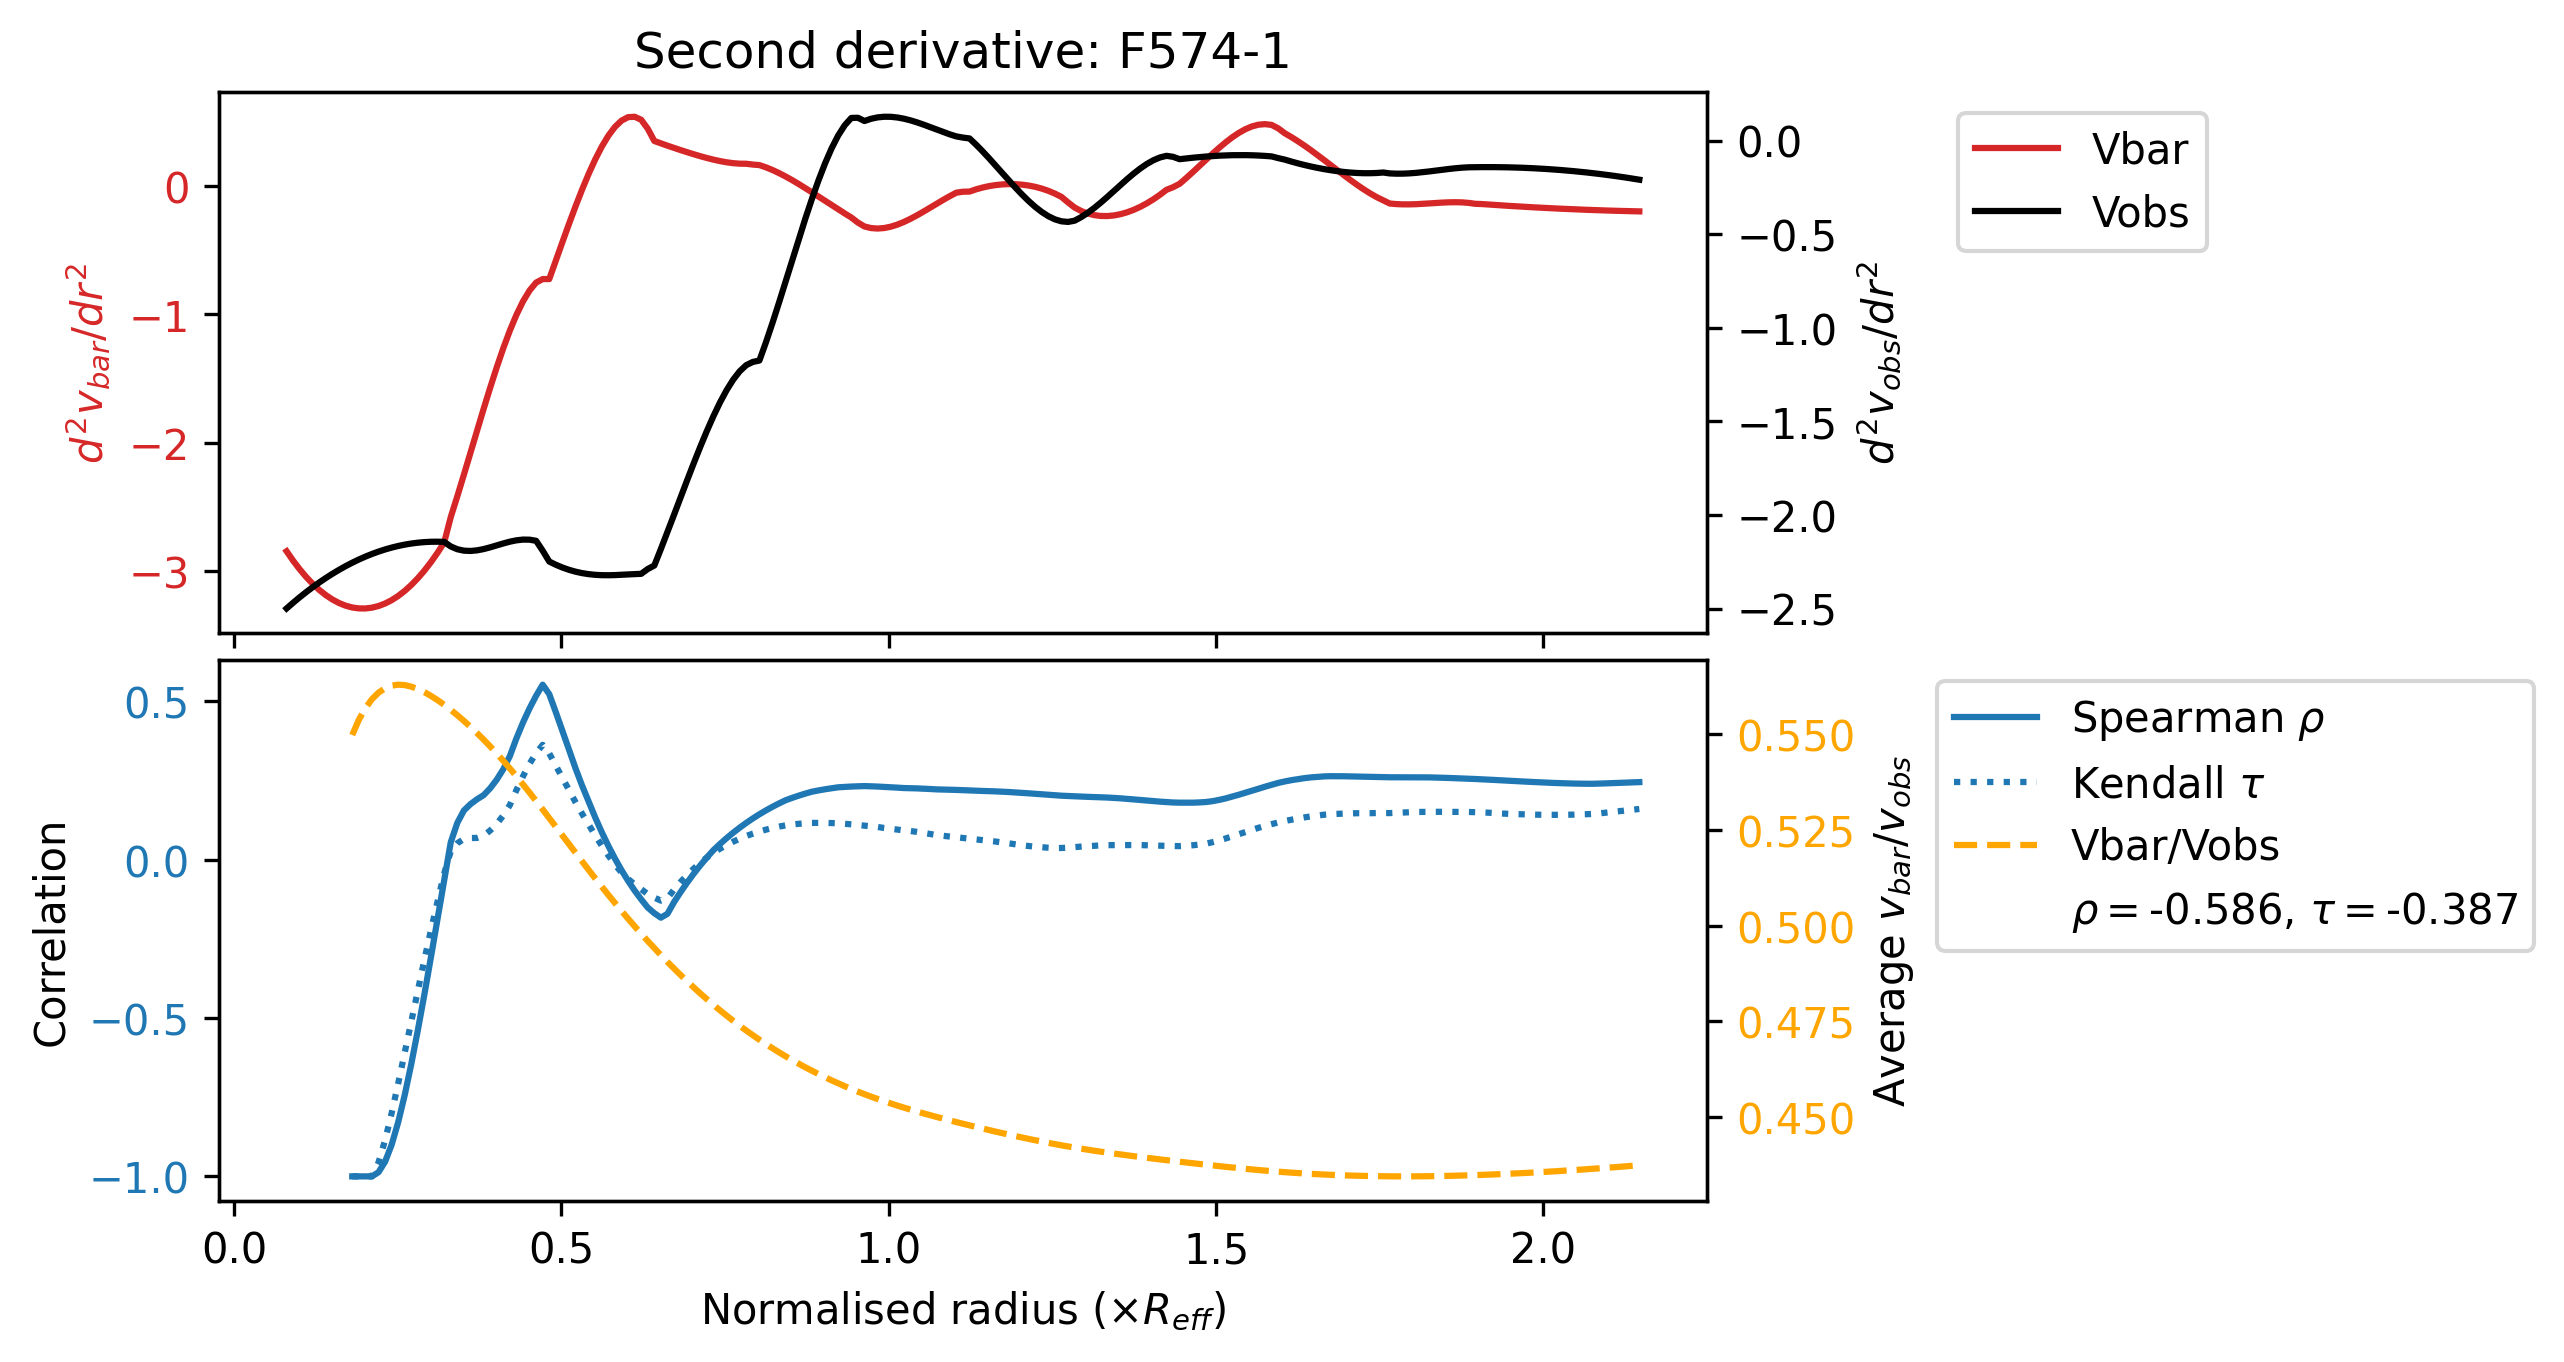 Second derivative: F574-1
d²v_bar/dr²
0
−1
−2
−3
0.0
−0.5
−1.0
−1.5
−2.0
−2.5
d²v_obs/dr²
Vbar
Vobs
Correlation
0.5
0.0
−0.5
−1.0
0.550
0.525
0.500
0.475
0.450
Average v_bar/v_obs
Spearman ρ
Kendall τ
Vbar/Vobs
ρ = -0.586, τ = -0.387
0.0 0.5 1.0 1.5 2.0
Normalised radius (×R_eff)